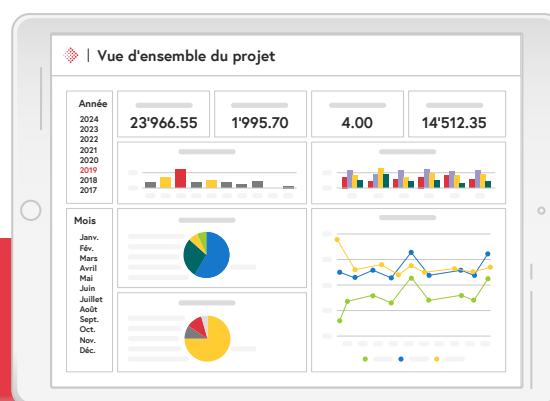 | Vue d'ensemble du projet
Année
2024
2023
2022
2021
2020
2019
2018
2017
23'966.55
1'995.70
4.00
14'512.35
Mois
Janv.
Fév.
Mars
Avril
Mai
Juin
Juillet
Août
Sept.
Oct.
Nov.
Déc.